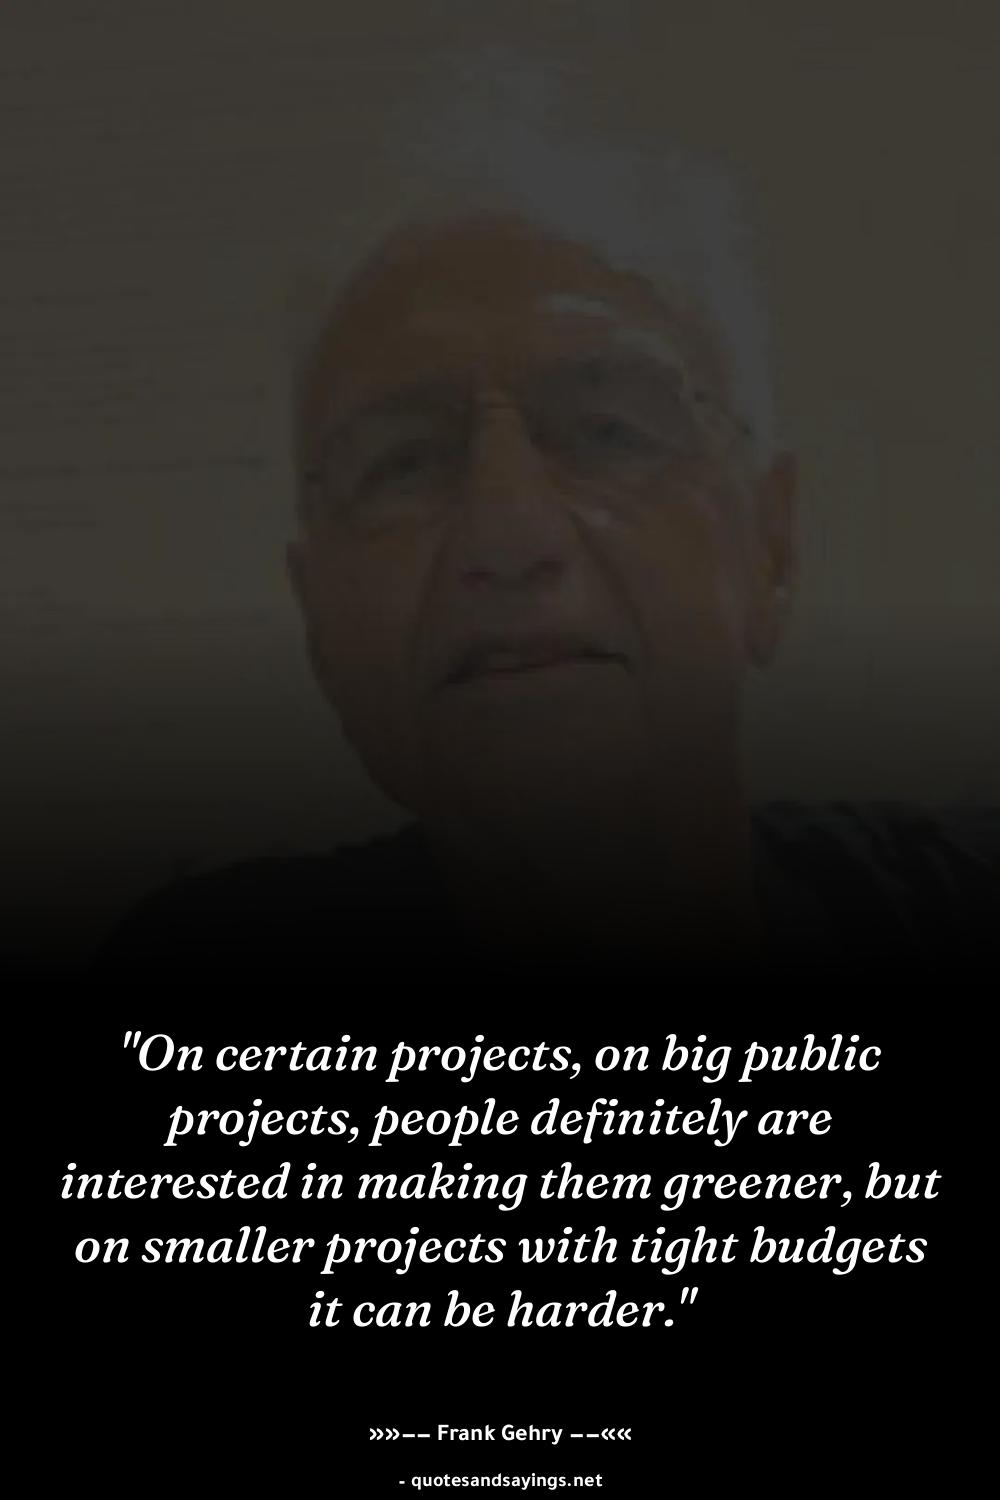 "On certain projects, on big public
projects, people definitely are
interested in making them greener, but
on smaller projects with tight budgets
it can be harder."
»»–– Frank Gehry ––««
- quotesandsayings.net